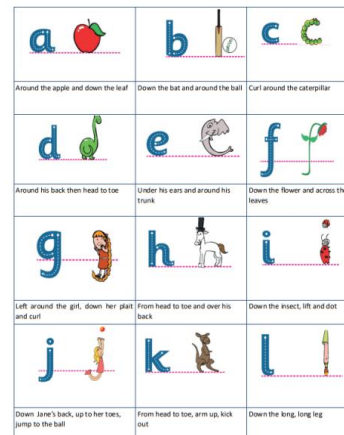 a
b
c
Around the apple and down the leaf
Down the bat and around the ball
Curl around the caterpillar
d
e
f
Around his back then head to toe
Under his ears and around his
trunk
Down the flower and across the
leaves
g
h
i
Left around the girl, down her plait
and curl
From head to toe and over his
back
Down the insect, lift and dot
j
k
l
Down Jane's back, up to her toes,
jump to the ball
From head to toe, arm up, kick
out
Down the long, long leg